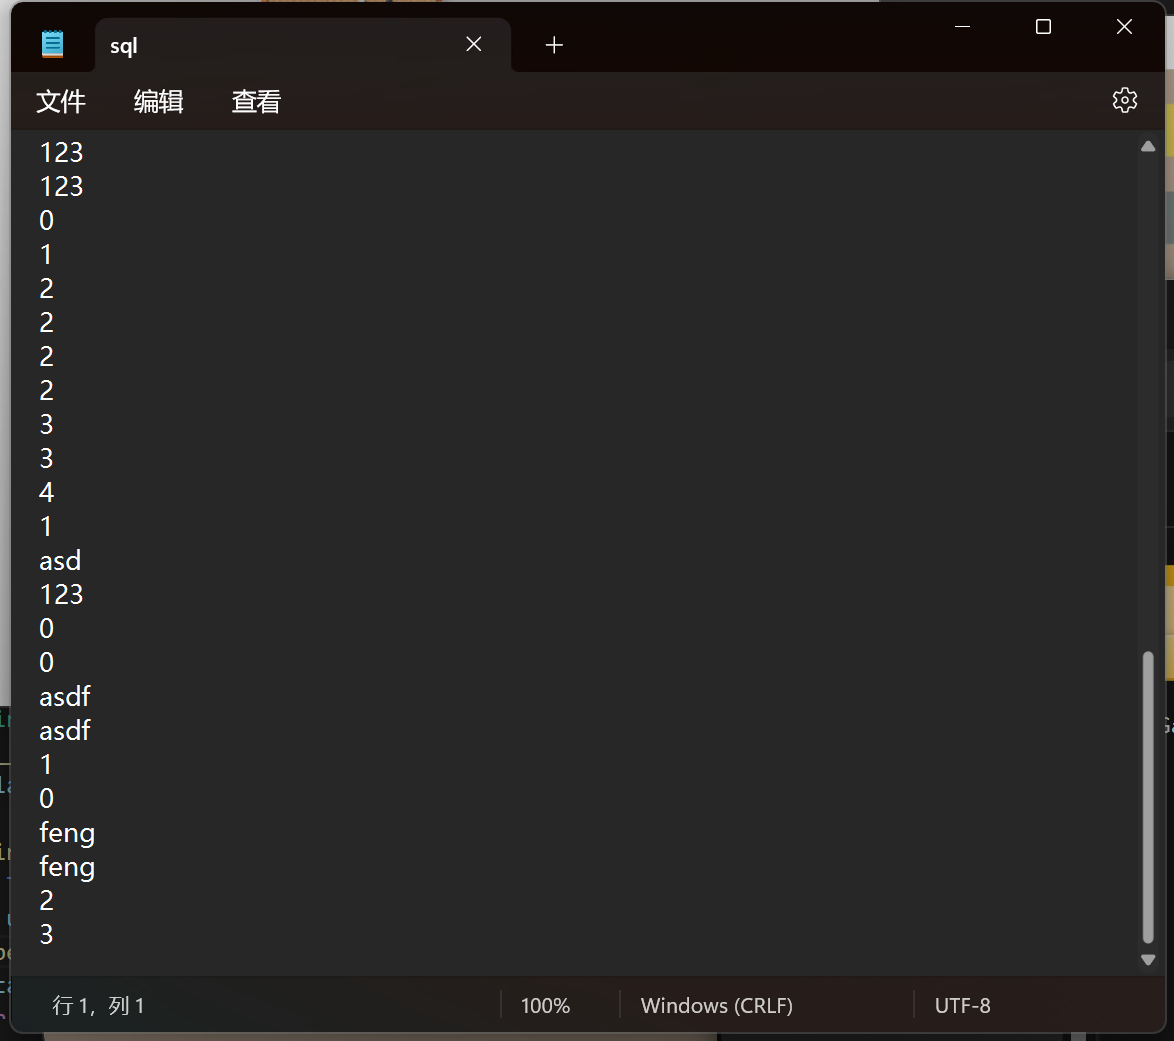 sql
文件 编辑 查看
123
123
0
1
2
2
2
2
3
3
4
1
asd
123
0
0
asdf
asdf
1
0
feng
feng
2
3
行 1，列 1 100% Windows (CRLF) UTF-8